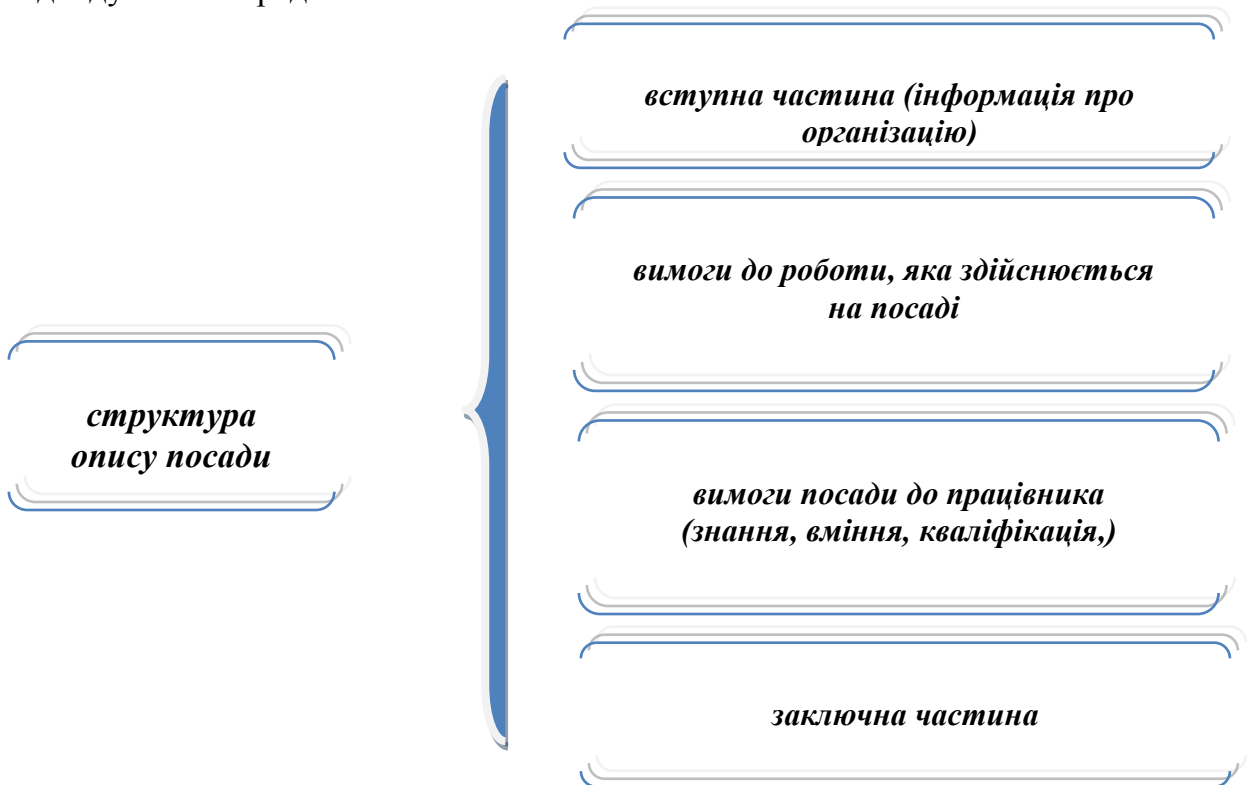 структура
опису посади
вступна частина (інформація про
організацію)
вимоги до роботи, яка здійснюється
на посаді
вимоги посади до працівника
(знання, вміння, кваліфікація,)
заключна частина